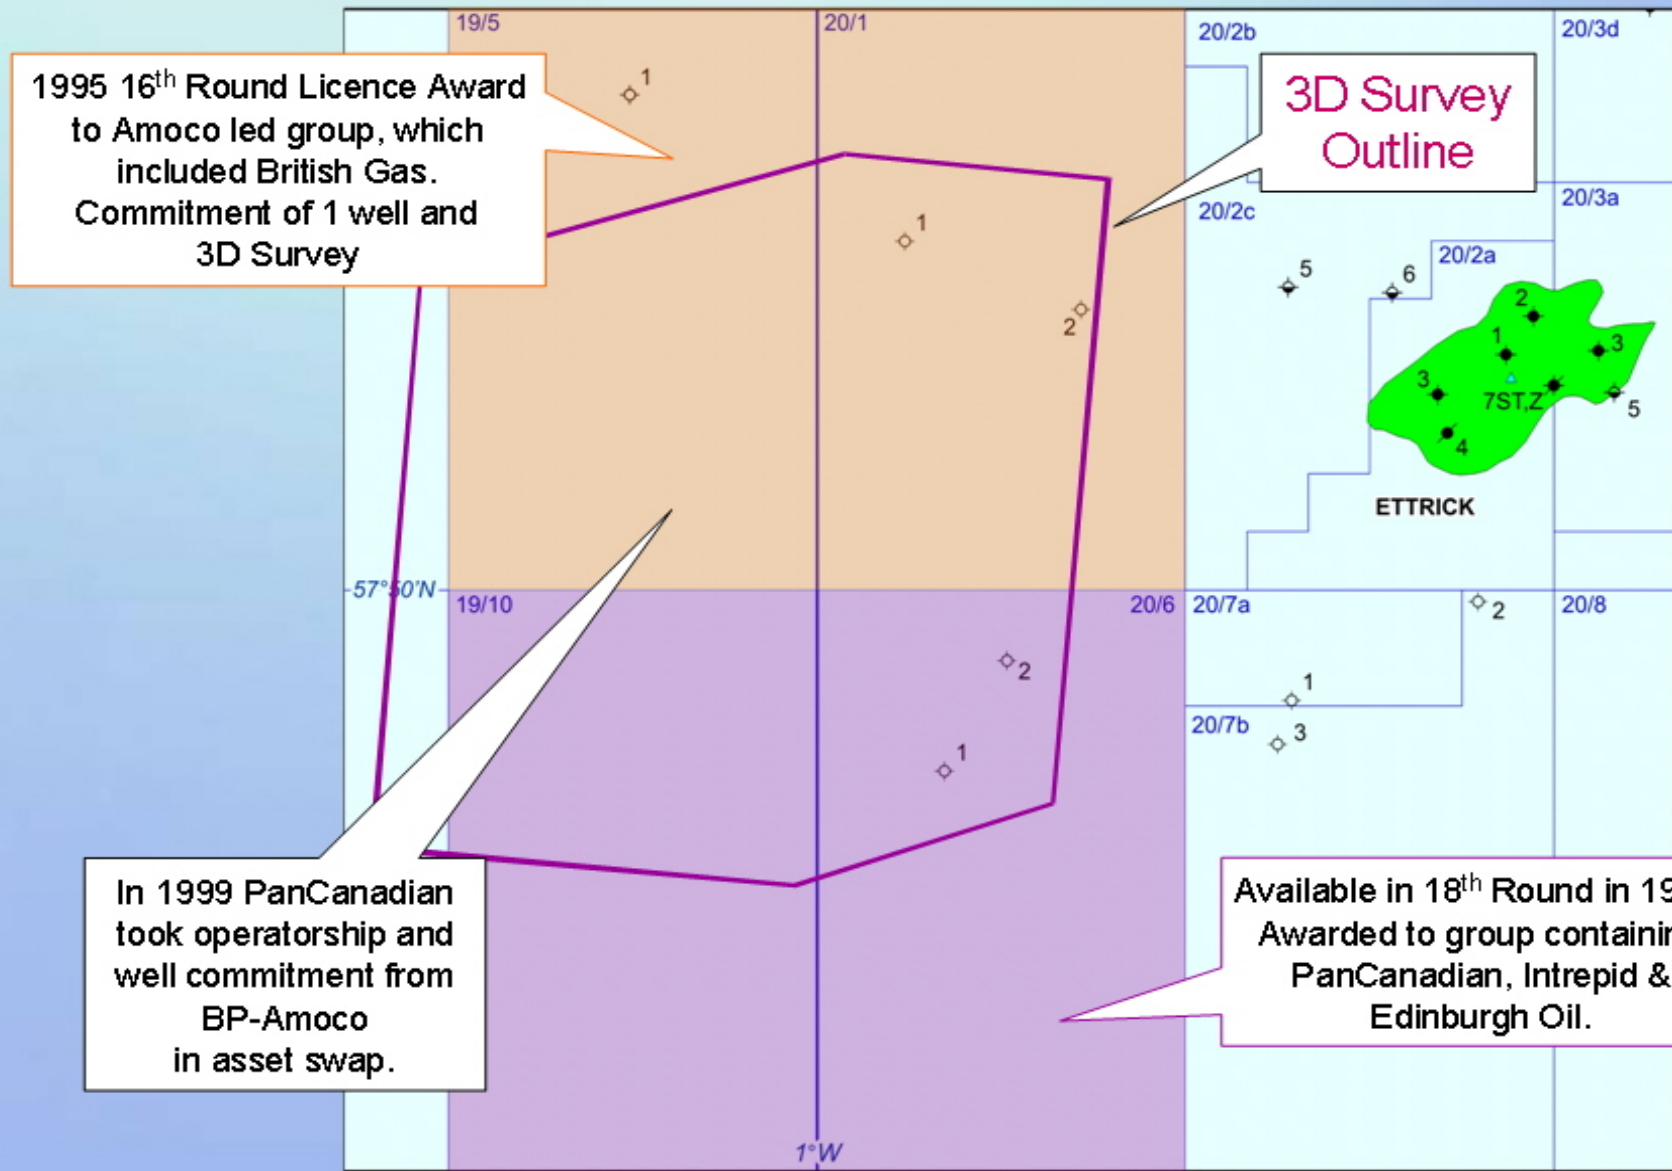 19/5
20/1
20/2b
20/3d
1995 16th Round Licence Award
to Amoco led group, which
included British Gas.
Commitment of 1 well and
3D Survey
1
3D Survey
Outline
20/2c
20/3a
1
2
5
6
20/2a
2
1
3
3
7ST,Z
5
4
ETTRICK
57°50'N
19/10
20/6
20/7a
2
20/8
2
1
20/7b
3
1
In 1999 PanCanadian
took operatorship and
well commitment from
BP-Amoco
in asset swap.
Available in 18th Round in
Awarded to group
PanCanadian, Intrepid &
Edinburgh Oil.
1°W